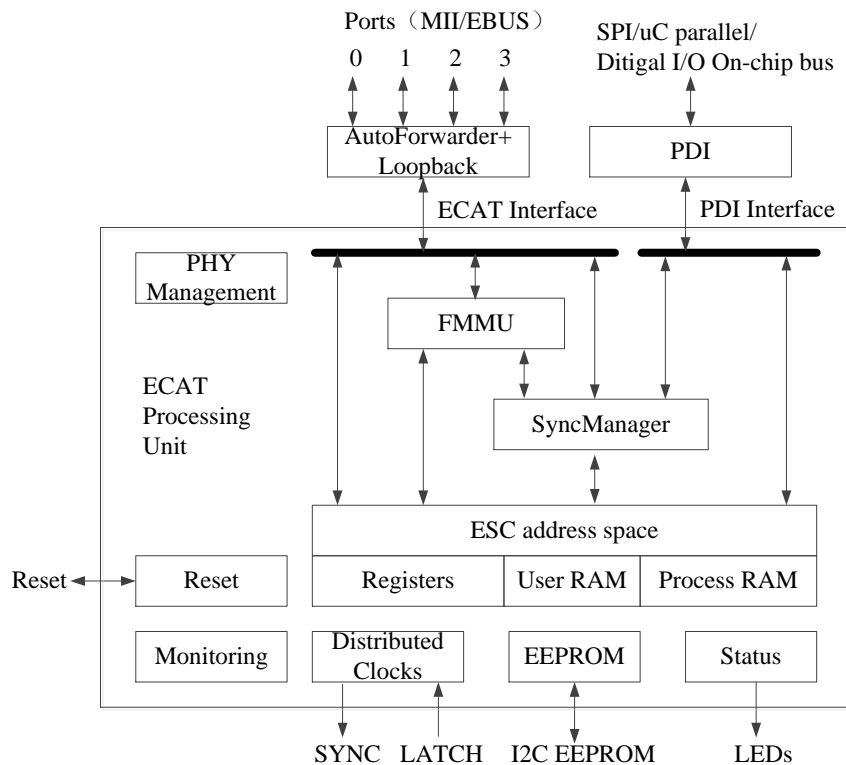 Ports（MII/EBUS）
0 1 2 3
SPI/uC parallel/
Ditigal I/O On-chip bus
AutoForwarder+
Loopback
PDI
ECAT Interface
PDI Interface
PHY
Management
FMMU
ECAT
Processing
Unit
SyncManager
ESC address space
Reset
Reset
Registers
User RAM
Process RAM
Monitoring
Distributed
Clocks
EEPROM
Status
SYNC
LATCH
I2C EEPROM
LEDs